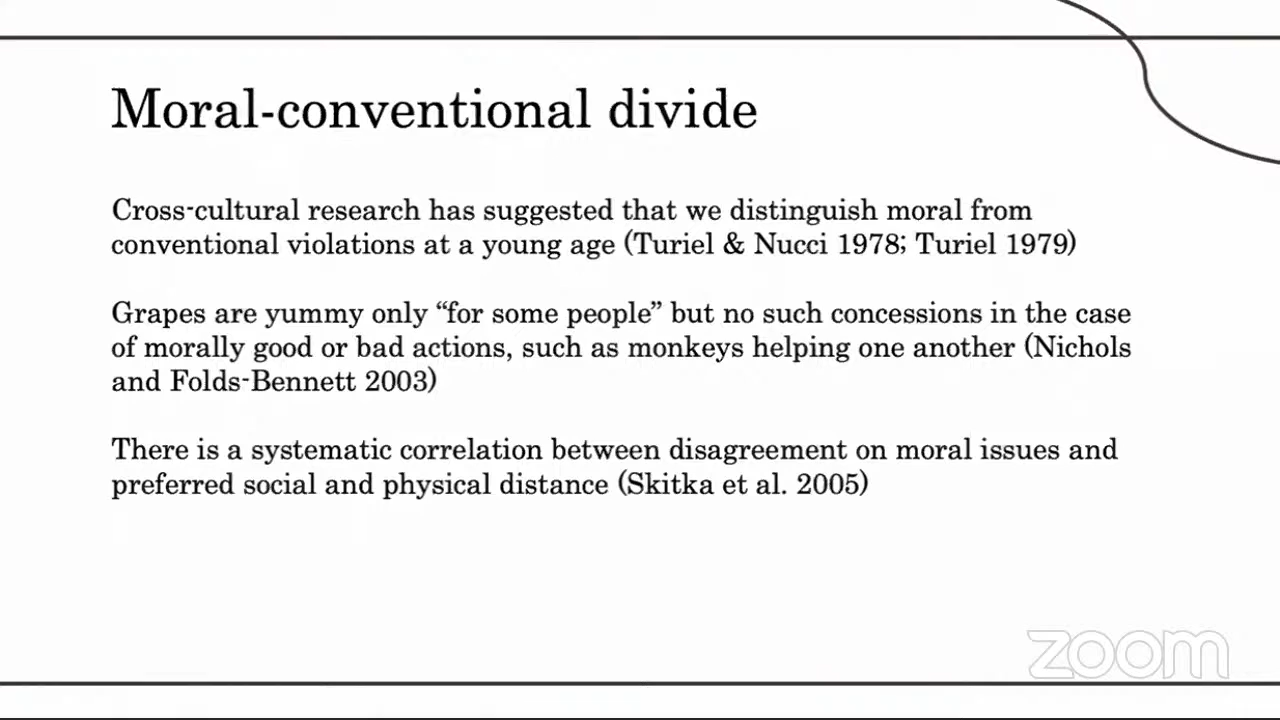 Moral-conventional divide
Cross-cultural research has suggested that we distinguish moral from
conventional violations at a young age (Turiel & Nucci 1978; Turiel 1979)
Grapes are yummy only “for some people” but no such concessions in the case
of morally good or bad actions, such as monkeys helping one another (Nichols
and Folds-Bennett 2003)
There is a systematic correlation between disagreement on moral issues and
preferred social and physical distance (Skitka et al. 2005)
zoom